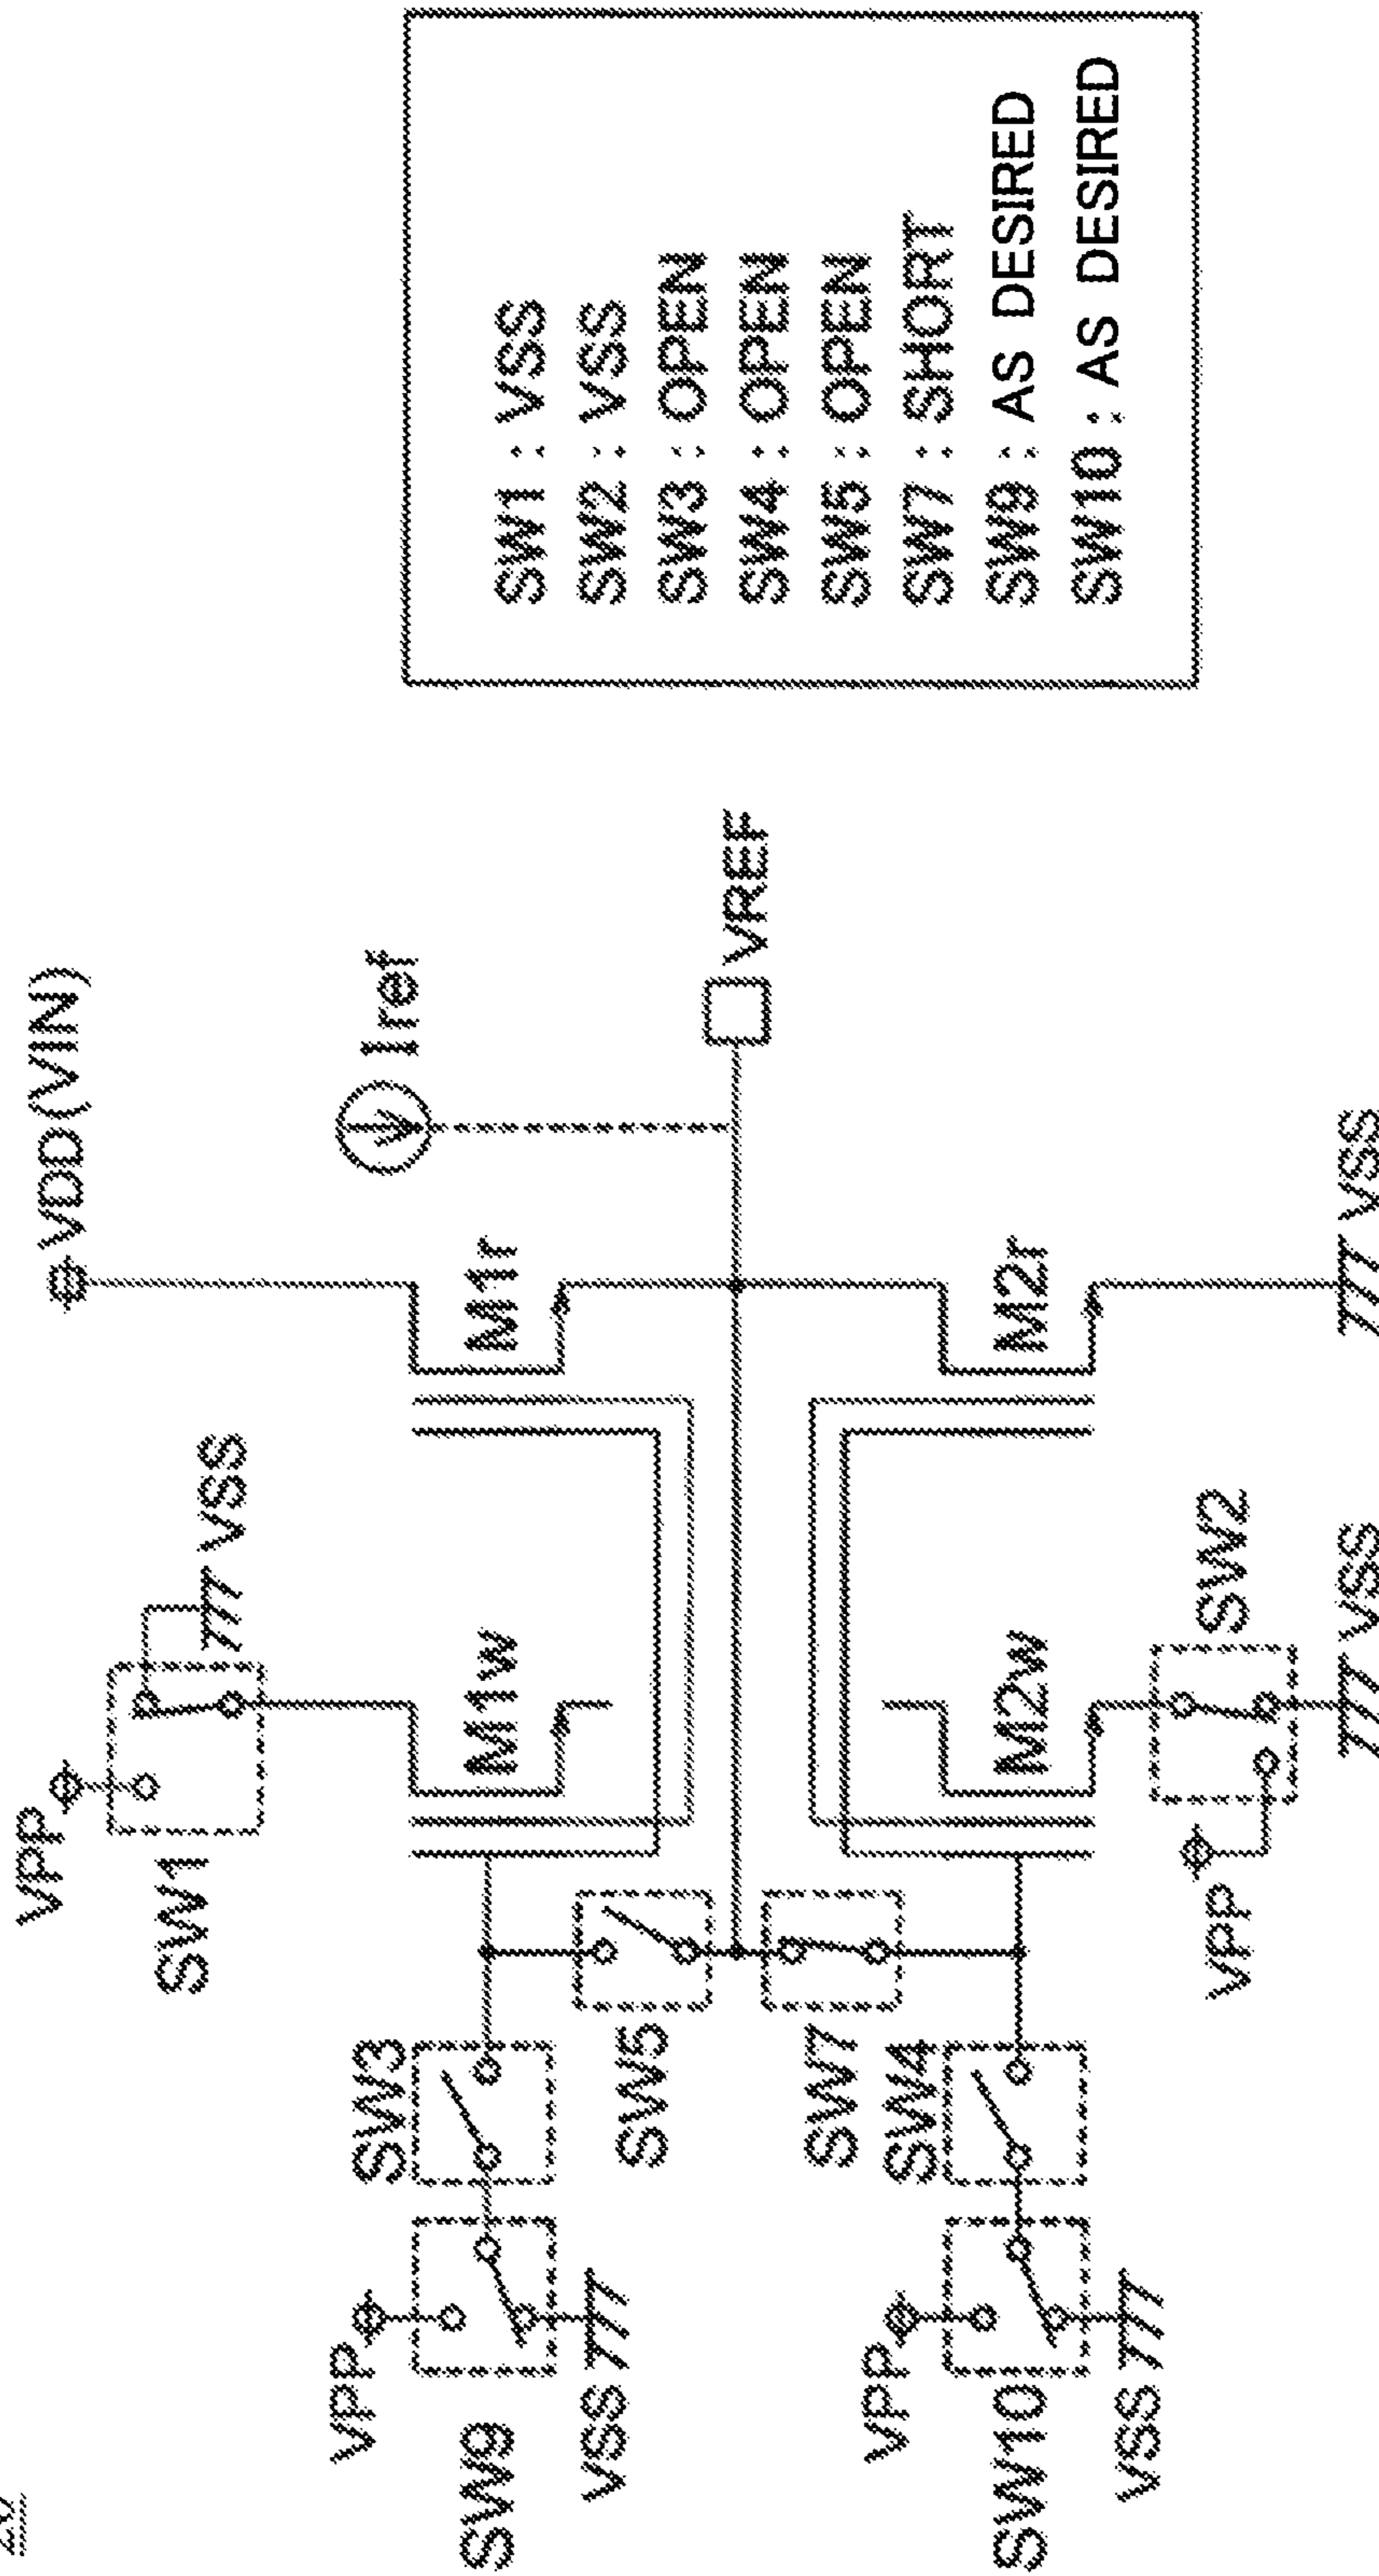 VPP
VDD(VIN)
SW1
VSS
Iref
SW3
VPP
M1w
M1r
SW9
VSS
SW5
VREF
SW7
SW4
VPP
M2w
M2r
SW10
VSS
VPP
SW2
VSS
VSS
SW1 : VSS
SW2 : VSS
SW3 : OPEN
SW4 : OPEN
SW5 : OPEN
SW7 : SHORT
SW9 : AS DESIRED
SW10 : AS DESIRED